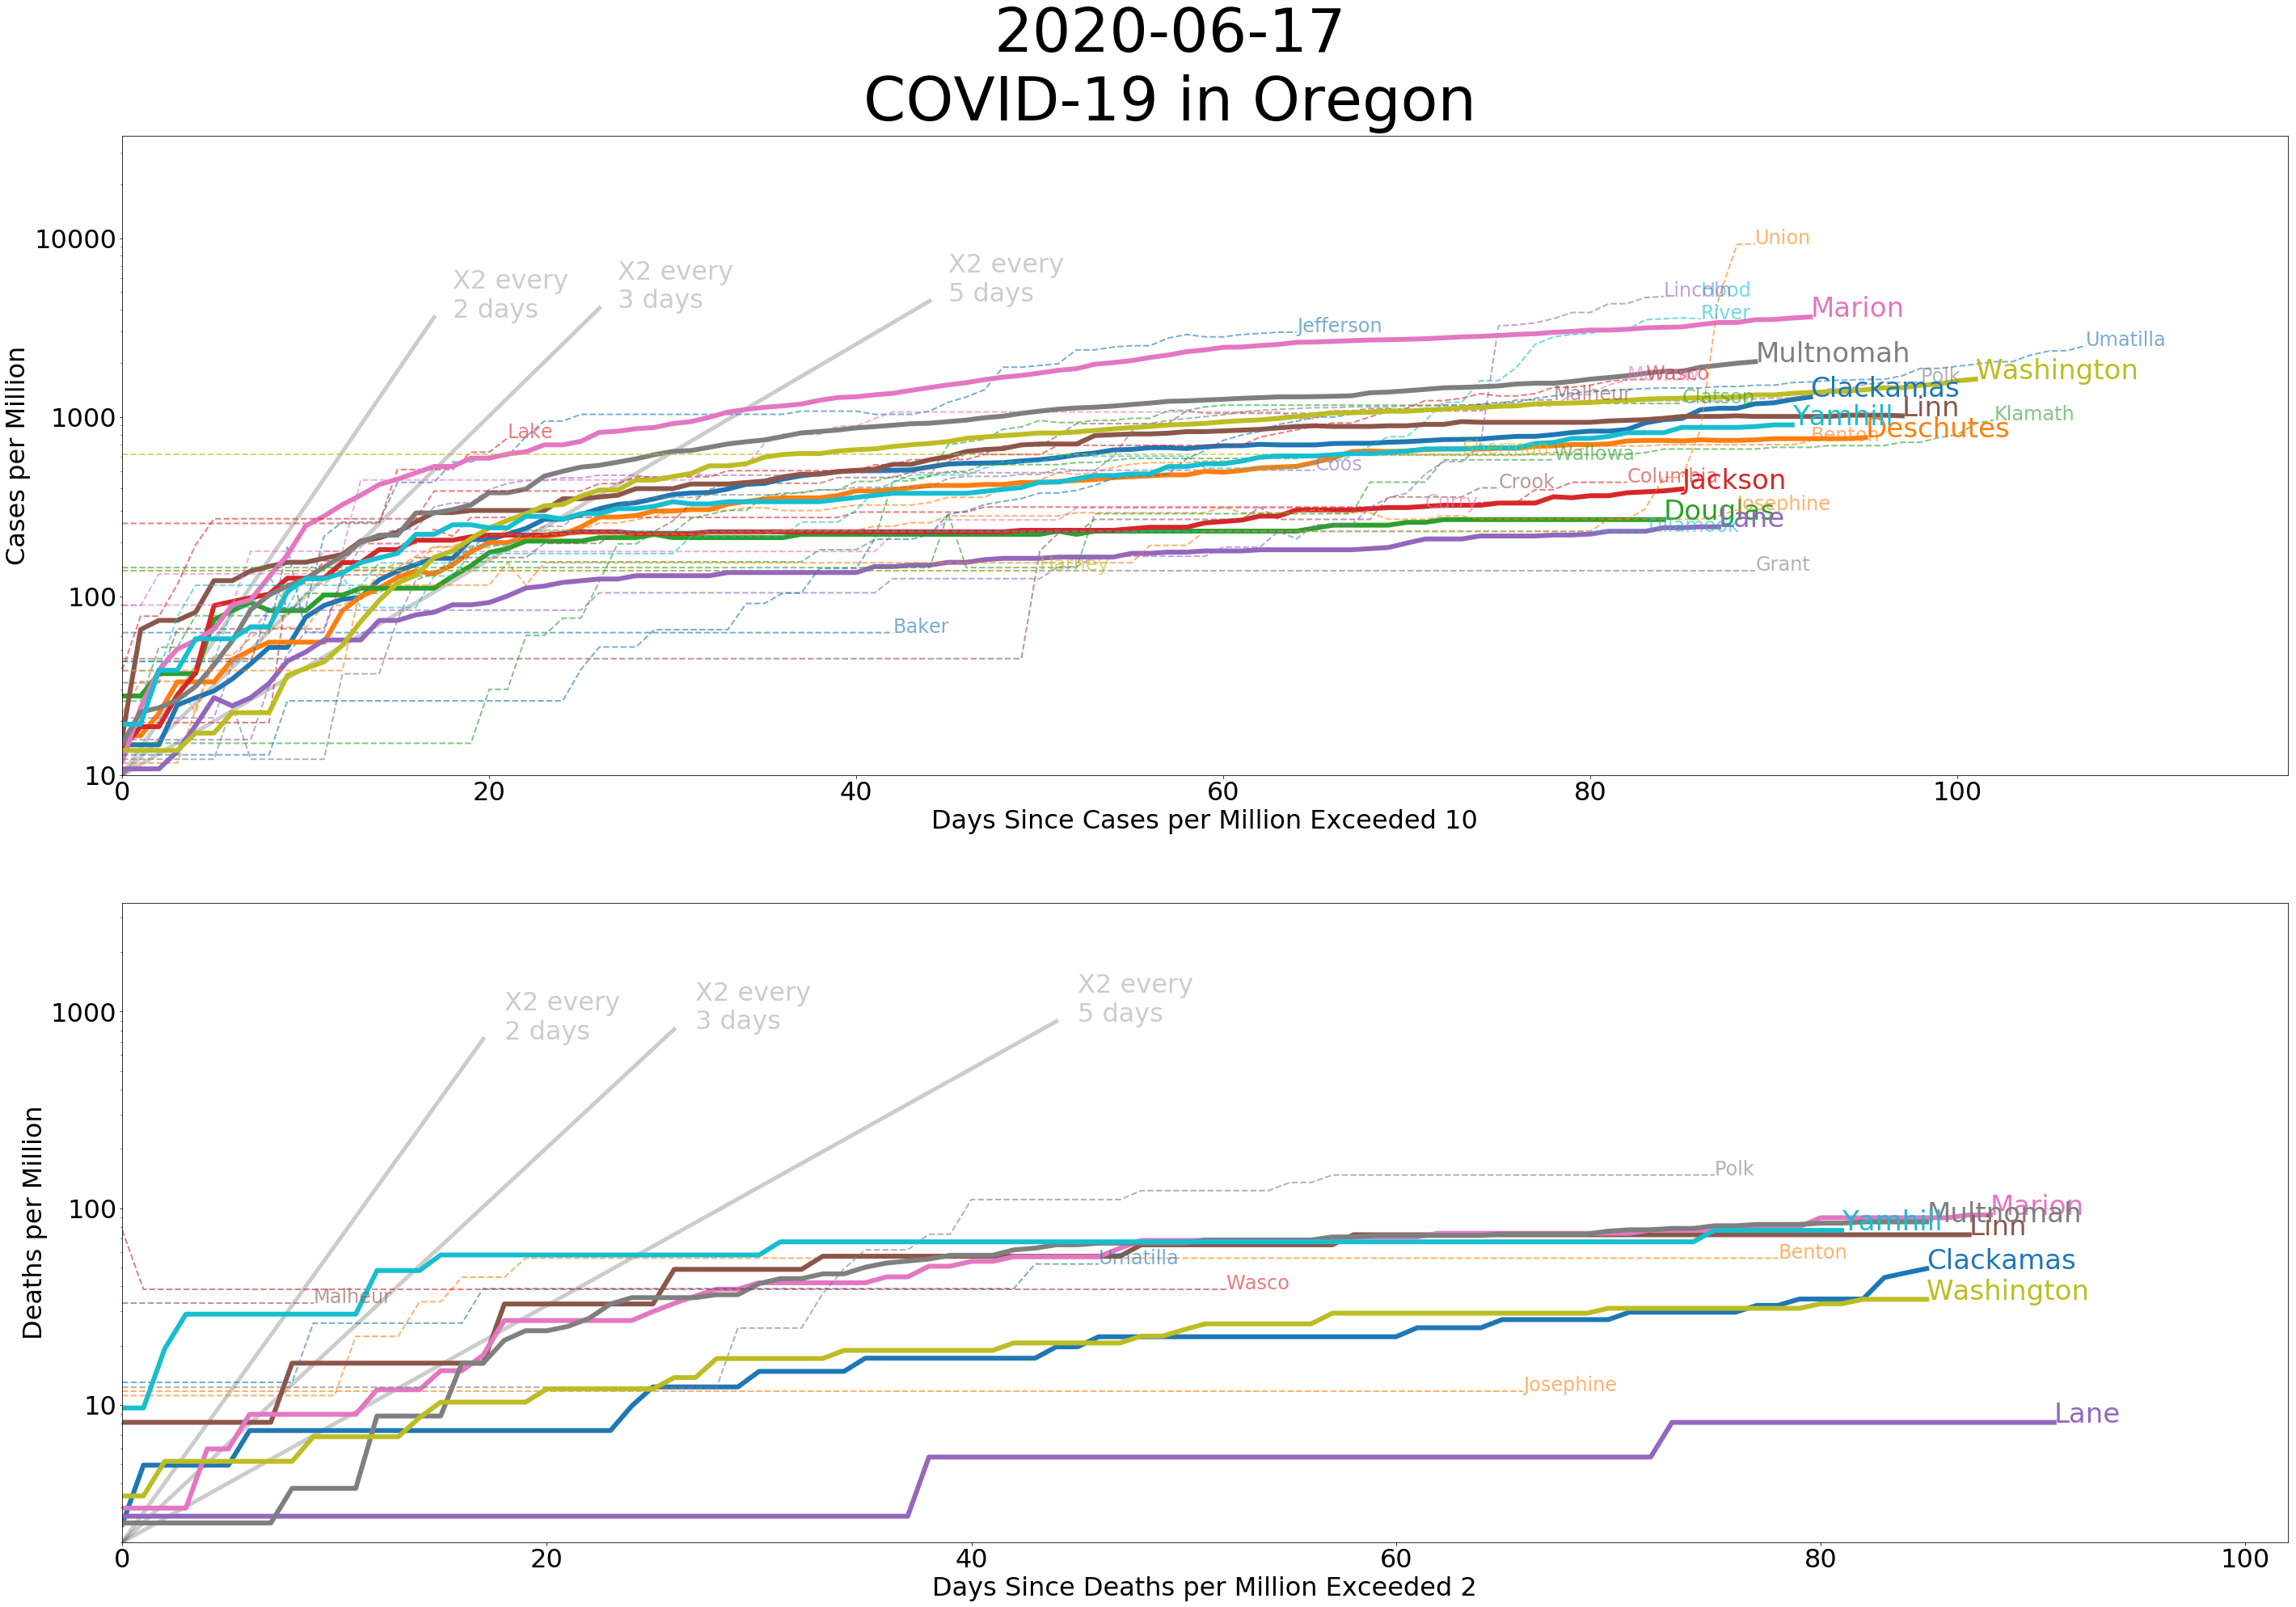 2020-06-17
COVID-19 in Oregon
Cases per Million
10000
1000
100
10
X2 every
2 days
X2 every
3 days
X2 every
5 days
Union
Lincoln
Hood
River
Marion
Jefferson
Umatilla
Multnomah
Washington
Polk
Wasco
Clackamas
Malheur
Clatsop
Linn
Yamhill
Klamath
Deschutes
Benton
Lake
Wallowa
Coos
Crook
Columbia
Jackson
Curry
Josephine
Douglas
Lane
Tillamook
Harney
Grant
Baker
0
20
40
60
80
100
Days Since Cases per Million Exceeded 10
Deaths per Million
1000
100
10
X2 every
2 days
X2 every
3 days
X2 every
5 days
Polk
Marion
Multnomah
Yamhill
Linn
Umatilla
Benton
Clackamas
Wasco
Malheur
Washington
Josephine
Lane
0
20
40
60
80
100
Days Since Deaths per Million Exceeded 2